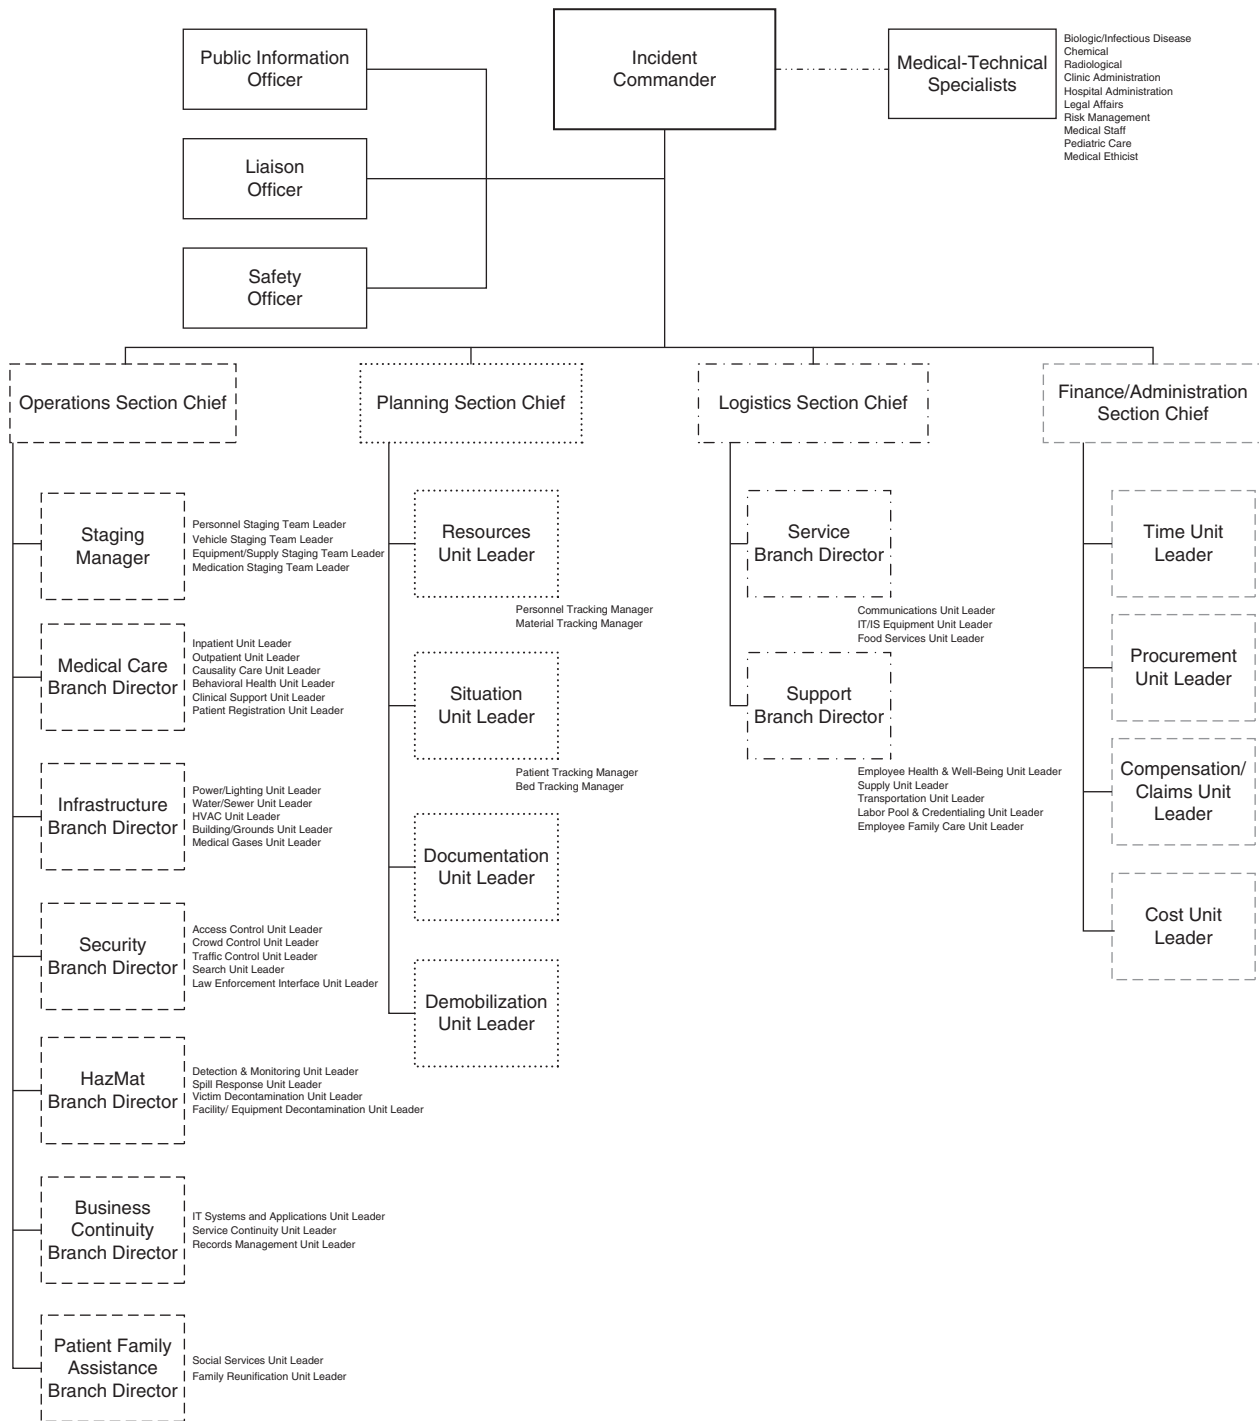 Public Information
Officer
Incident
Commander
Medical-Technical
Specialists
Biologic/Infectious Disease
Chemical
Radiological
Clinic Administration
Hospital Administration
Legal Affairs
Risk Management
Medical Staff
Pediatric Care
Medical Ethicist
Liaison
Officer
Safety
Officer
Operations Section Chief
Planning Section Chief
Logistics Section Chief
Finance/Administration
Section Chief
Staging
Manager
Personnel Staging Team Leader
Vehicle Staging Team Leader
Equipment/Supply Staging Team Leader
Medication Staging Team Leader
Medical Care
Branch Director
Inpatient Unit Leader
Outpatient Unit Leader
Causality Care Unit Leader
Behavioral Health Unit Leader
Clinical Support Unit Leader
Patient Registration Unit Leader
Infrastructure
Branch Director
Power/Lighting Unit Leader
Water/Sewer Unit Leader
HVAC Unit Leader
Building/Grounds Unit Leader
Medical Gases Unit Leader
Security
Branch Director
Access Control Unit Leader
Crowd Control Unit Leader
Traffic Control Unit Leader
Search Unit Leader
Law Enforcement Interface Unit Leader
HazMat
Branch Director
Detection & Monitoring Unit Leader
Spill Response Unit Leader
Victim Decontamination Unit Leader
Facility/ Equipment Decontamination Unit Leader
Business
Continuity
Branch Director
IT Systems and Applications Unit Leader
Service Continuity Unit Leader
Records Management Unit Leader
Patient Family
Assistance
Branch Director
Social Services Unit Leader
Family Reunification Unit Leader
Resources
Unit Leader
Personnel Tracking Manager
Material Tracking Manager
Situation
Unit Leader
Patient Tracking Manager
Bed Tracking Manager
Documentation
Unit Leader
Demobilization
Unit Leader
Service
Branch Director
Communications Unit Leader
IT/IS Equipment Unit Leader
Food Services Unit Leader
Support
Branch Director
Employee Health & Well-Being Unit Leader
Supply Unit Leader
Transportation Unit Leader
Labor Pool & Credentialing Unit Leader
Employee Family Care Unit Leader
Time Unit
Leader
Procurement
Unit Leader
Compensation/
Claims Unit
Leader
Cost Unit
Leader